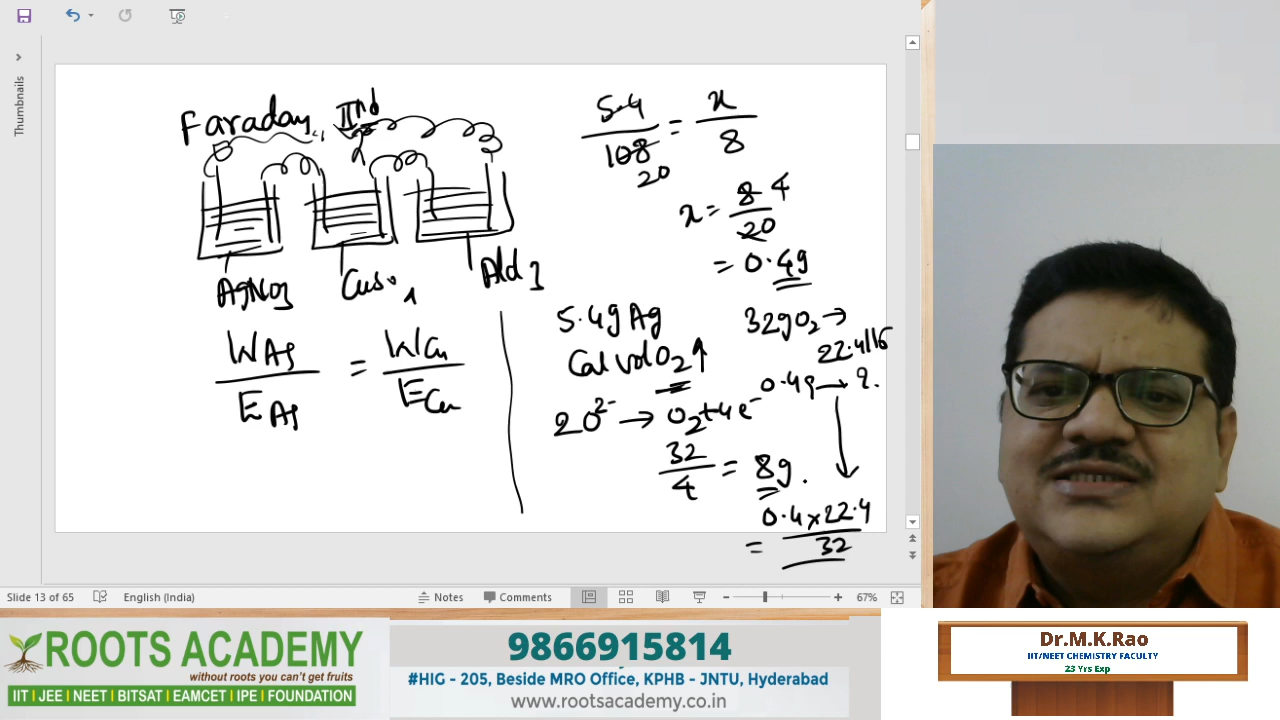 Thumbnails
Faraday IInd
AgNO3
CuSO4
AlCl3
WAg / EAg = WCu / ECu
5.4 / 108 = x / 8
20
x = 8 / 20 4
= 0.4g
5.4g Ag
Cal vol O2 ↑
2O2- → O2 + 4e-
32 / 4 = 8g.
32g O2 →
22.4lit
0.4g → ?.
= 0.4 x 22.4 / 32
Slide 13 of 65
English (India)
Notes
Comments
67%
ROOTS ACADEMY
without roots you can't get fruits
IIT I JEE I NEET I BITSAT I EAMCET I IPE I FOUNDATION
9866915814
#HIG - 205, Beside MRO Office, KPHB - JNTU, Hyderabad
www.rootsacademy.co.in
Dr.M.K.Rao
IIT/NEET CHEMISTRY FACULTY
23 Yrs Exp